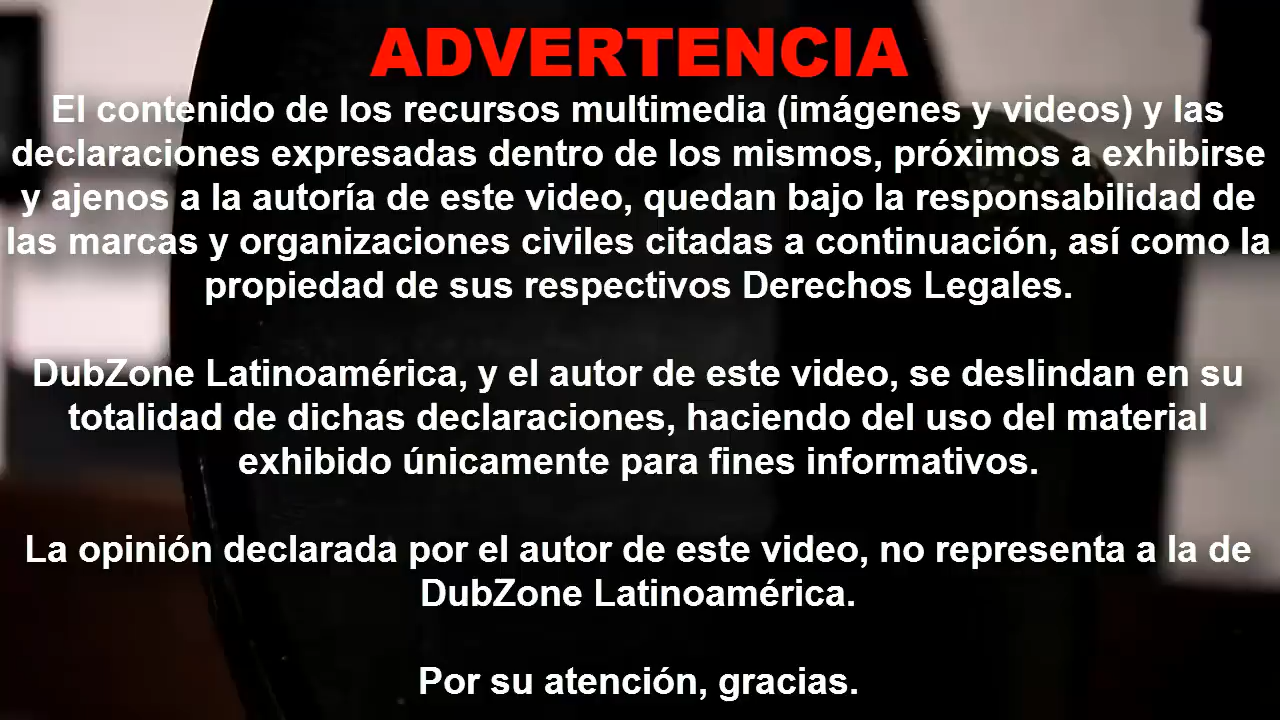 ADVERTENCIA
El contenido de los recursos multimedia (imágenes y videos) y las
declaraciones expresadas dentro de los mismos, próximos a exhibirse
y ajenos a la autoría de este video, quedan bajo la responsabilidad de
las marcas y organizaciones civiles citadas a continuación, así como la
propiedad de sus respectivos Derechos Legales.
DubZone Latinoamérica, y el autor de este video, se deslindan en su
totalidad de dichas declaraciones, haciendo del uso del material
exhibido únicamente para fines informativos.
La opinión declarada por el autor de este video, no representa a la de
DubZone Latinoamérica.
Por su atención, gracias.